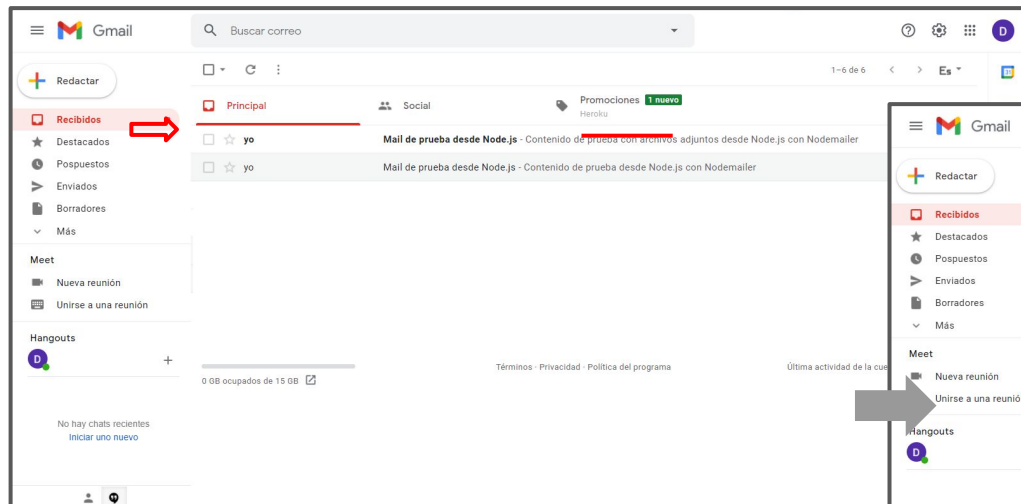 Gmail
Buscar correo
D
Redactar
1–6 de 6
Es
Principal
Social
Promociones 1 nuevo
Heroku
Recibidos
Destacados
Pospuestos
Enviados
Borradores
Más
yo Mail de prueba desde Node.js - Contenido de prueba con archivos adjuntos desde Node.js con Nodemailer
yo Mail de prueba desde Node.js - Contenido de prueba desde Node.js con Nodemailer
Meet
Nueva reunión
Unirse a una reunión
Hangouts
D
No hay chats recientes
Iniciar uno nuevo
0 GB ocupados de 15 GB
Términos · Privacidad · Política del programa
Última actividad de la cue
Gmail
Redactar
Recibidos
Destacados
Pospuestos
Enviados
Borradores
Más
Meet
Nueva reunión
Unirse a una reunió
Hangouts
D